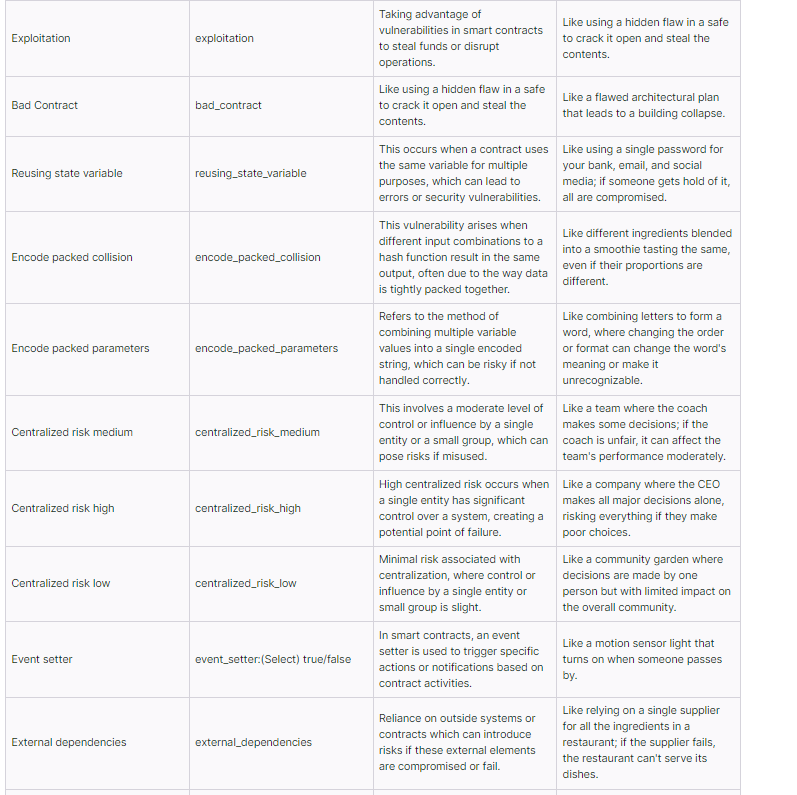 Exploitation
exploitation
Taking advantage of
vulnerabilities in smart contracts
to steal funds or disrupt
operations.
Like using a hidden flaw in a safe
to crack it open and steal the
contents.
Bad Contract
bad_contract
Like using a hidden flaw in a safe
to crack it open and steal the
contents.
Like a flawed architectural plan
that leads to a building collapse.
Reusing state variable
reusing_state_variable
This occurs when a contract uses
the same variable for multiple
purposes, which can lead to
errors or security vulnerabilities.
Like using a single password for
your bank, email, and social
media; if someone gets hold of it,
all are compromised.
Encode packed collision
encode_packed_collision
This vulnerability arises when
different input combinations to a
hash function result in the same
output, often due to the way data
is tightly packed together.
Like different ingredients blended
into a smoothie tasting the same,
even if their proportions are
different.
Encode packed parameters
encode_packed_parameters
Refers to the method of
combining multiple variable
values into a single encoded
string, which can be risky if not
handled correctly.
Like combining letters to form a
word, where changing the order
or format can change the word's
meaning or make it
unrecognizable.
Centralized risk medium
centralized_risk_medium
This involves a moderate level of
control or influence by a single
entity or a small group, which can
pose risks if misused.
Like a team where the coach
makes some decisions; if the
coach is unfair, it can affect the
team's performance moderately.
Centralized risk high
centralized_risk_high
High centralized risk occurs when
a single entity has significant
control over a system, creating a
potential point of failure.
Like a company where the CEO
makes all major decisions alone,
risking everything if they make
poor choices.
Centralized risk low
centralized_risk_low
Minimal risk associated with
centralization, where control or
influence by a single entity or
small group is slight.
Like a community garden where
decisions are made by one
person but with limited impact on
the overall community.
Event setter
event_setter:(Select) true/false
In smart contracts, an event
setter is used to trigger specific
actions or notifications based on
contract activities.
Like a motion sensor light that
turns on when someone passes
by.
External dependencies
external_dependencies
Reliance on outside systems or
contracts which can introduce
risks if these external elements
are compromised or fail.
Like relying on a single supplier
for all the ingredients in a
restaurant; if the supplier fails,
the restaurant can't serve its
dishes.